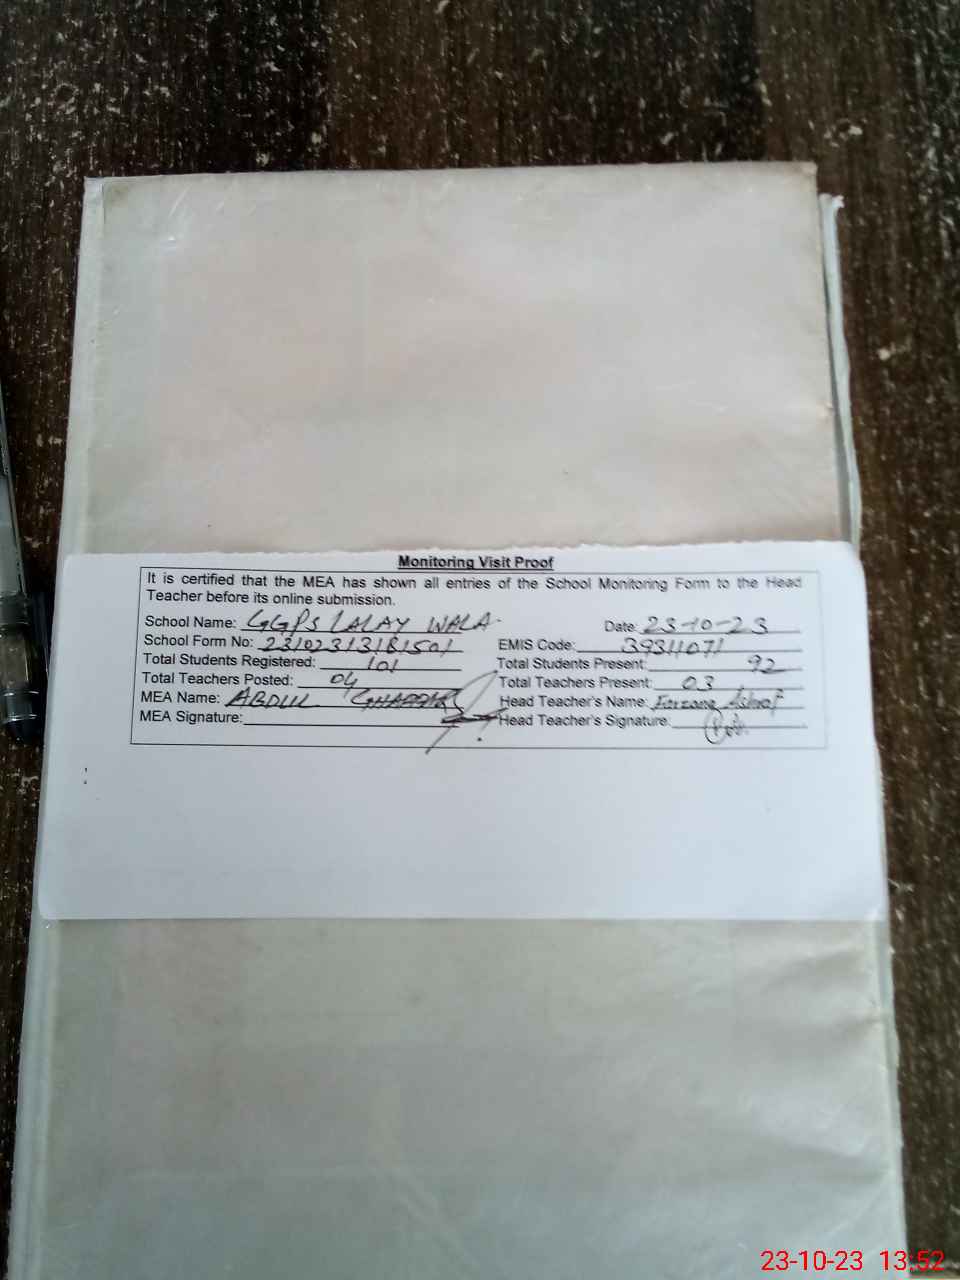 Monitoring Visit Proof
It is certified that the MEA has shown all entries of the School Monitoring Form to the Head
Teacher before its online submission.
School Name: GGPS LALAY WALA Date: 23-10-23
School Form No: EMIS Code: 39311071
Total Students Registered: 101 Total Students Present: 92
Total Teachers Posted: 04 Total Teachers Present: 03
MEA Name: ABDUL GHAFFAR Head Teacher's Name: Farzana Ashraf
MEA Signature: Head Teacher's Signature:
23-10-23 13:52